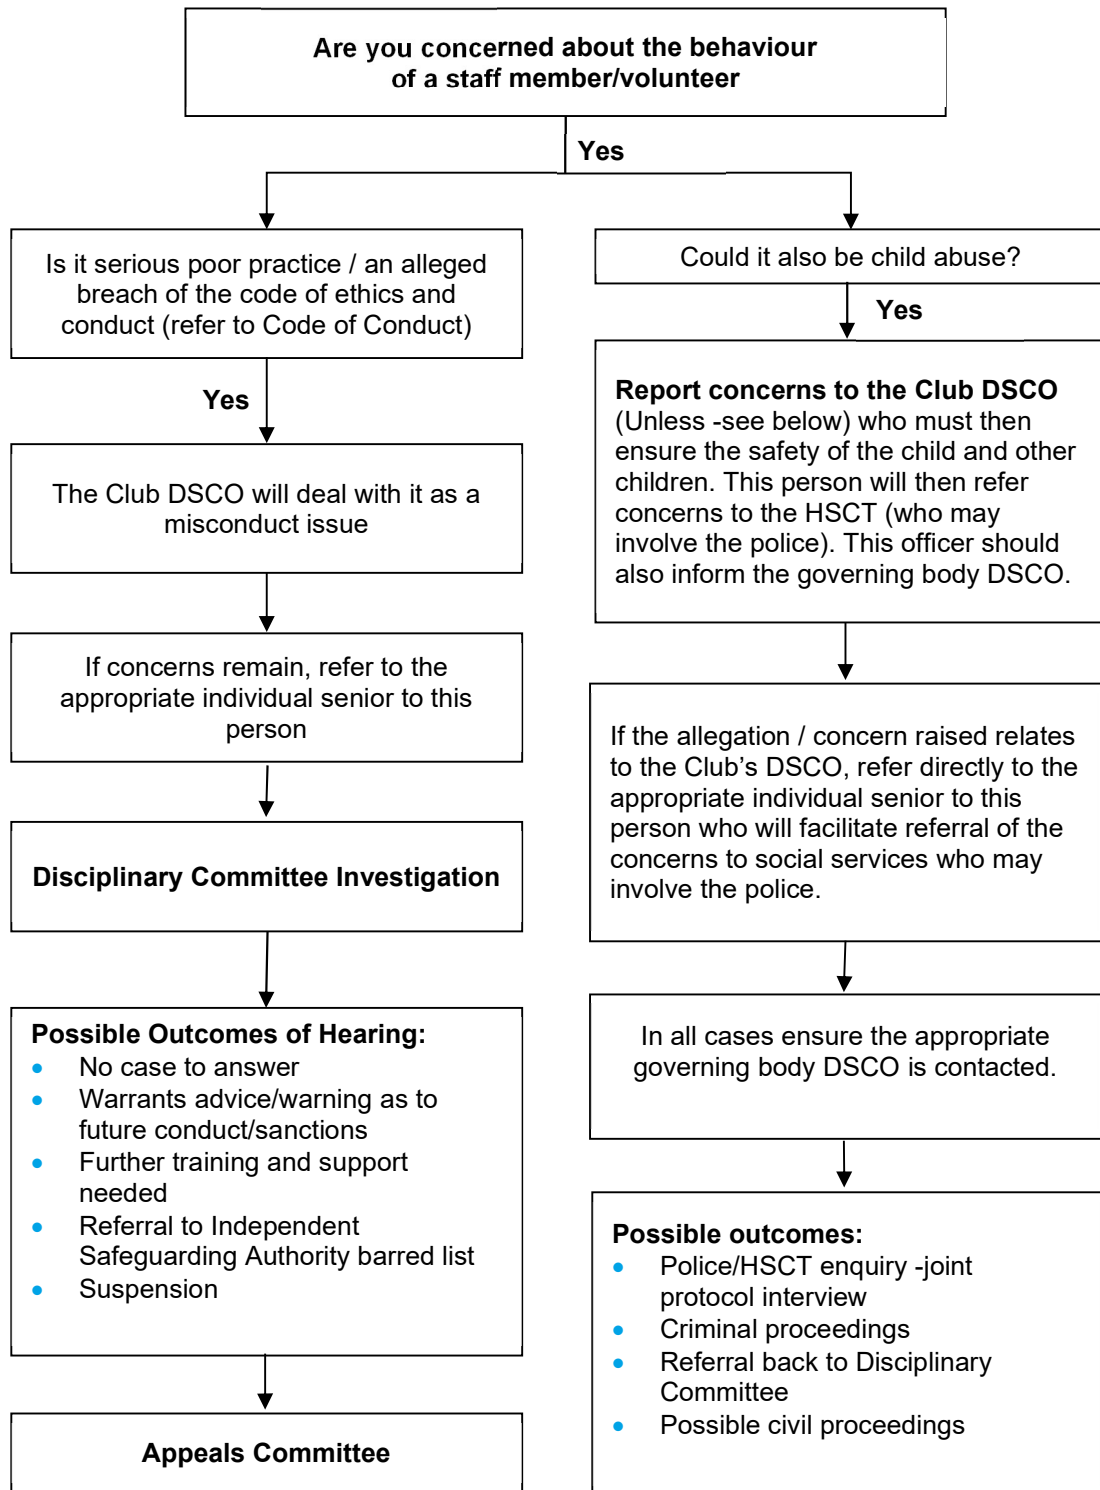 Are you concerned about the behaviour
of a staff member/volunteer
Yes
Is it serious poor practice / an alleged
breach of the code of ethics and
conduct (refer to Code of Conduct)
Yes
The Club DSCO will deal with it as a
misconduct issue
If concerns remain, refer to the
appropriate individual senior to this
person
Disciplinary Committee Investigation
Possible Outcomes of Hearing:
• No case to answer
• Warrants advice/warning as to
future conduct/sanctions
• Further training and support
needed
• Referral to Independent
Safeguarding Authority barred list
• Suspension
Appeals Committee
Could it also be child abuse?
Yes
Report concerns to the Club DSCO
(Unless -see below) who must then
ensure the safety of the child and other
children. This person will then refer
concerns to the HSCT (who may
involve the police). This officer should
also inform the governing body DSCO.
If the allegation / concern raised relates
to the Club's DSCO, refer directly to the
appropriate individual senior to this
person who will facilitate referral of the
concerns to social services who may
involve the police.
In all cases ensure the appropriate
governing body DSCO is contacted.
Possible outcomes:
• Police/HSCT enquiry -joint
protocol interview
• Criminal proceedings
• Referral back to Disciplinary
Committee
• Possible civil proceedings